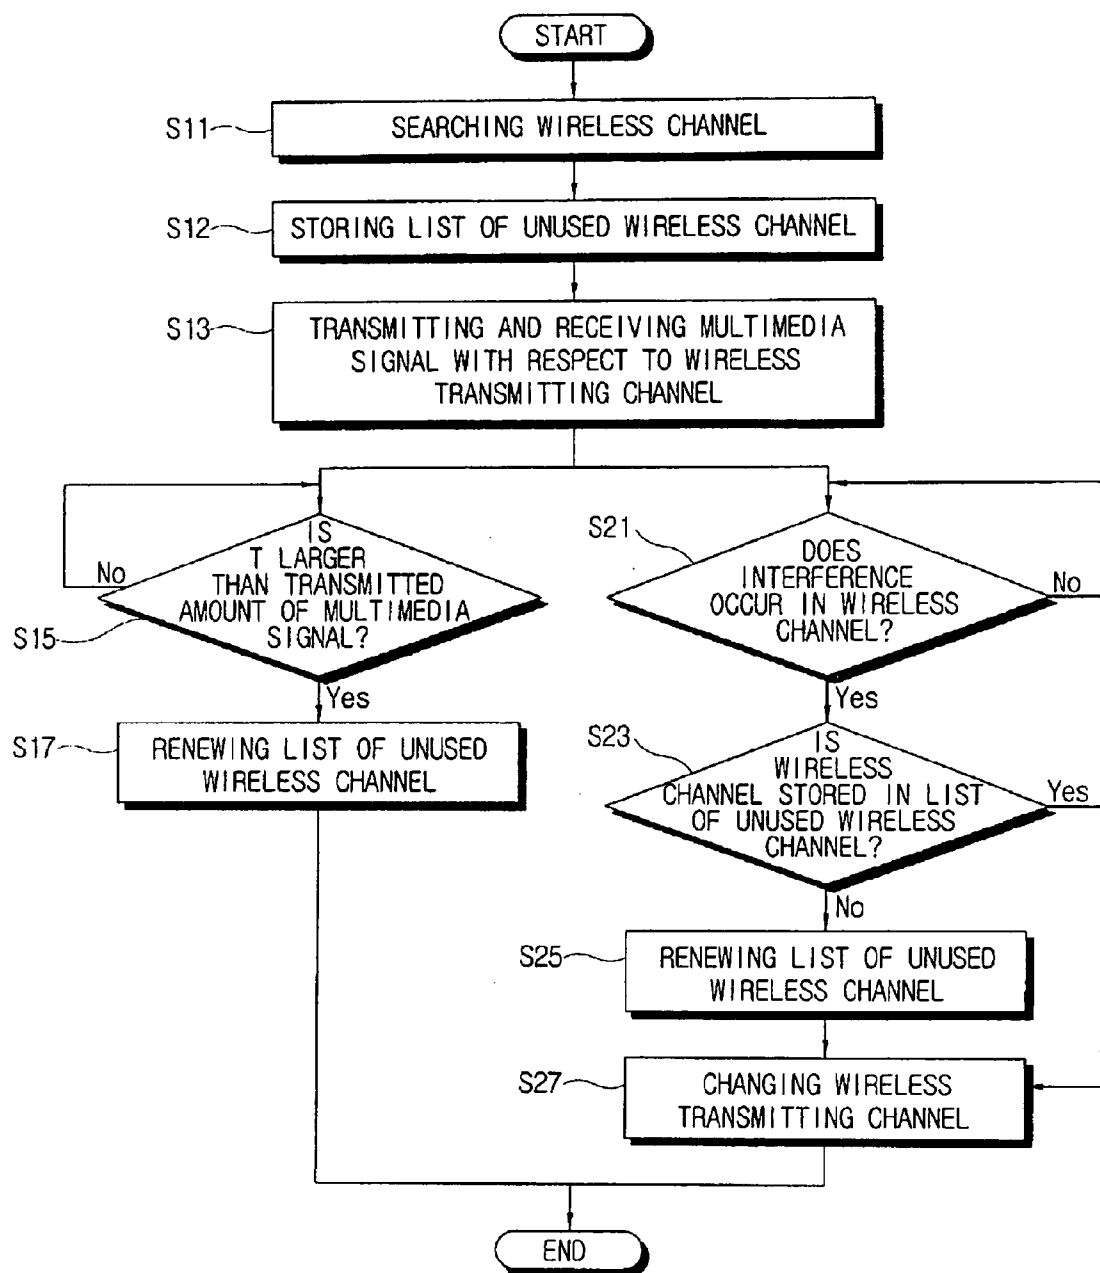 START
S11
SEARCHING WIRELESS CHANNEL
S12
STORING LIST OF UNUSED WIRELESS CHANNEL
S13
TRANSMITTING AND RECEIVING MULTIMEDIA
SIGNAL WITH RESPECT TO WIRELESS
TRANSMITTING CHANNEL
S15
IS
T LARGER
THAN TRANSMITTED
AMOUNT OF MULTIMEDIA
SIGNAL?
No
Yes
S17
RENEWING LIST OF UNUSED
WIRELESS CHANNEL
S21
DOES
INTERFERENCE
OCCUR IN WIRELESS
CHANNEL?
No
Yes
S23
IS
WIRELESS
CHANNEL STORED IN LIST
OF UNUSED WIRELESS
CHANNEL?
Yes
No
S25
RENEWING LIST OF UNUSED
WIRELESS CHANNEL
S27
CHANGING WIRELESS
TRANSMITTING CHANNEL
END